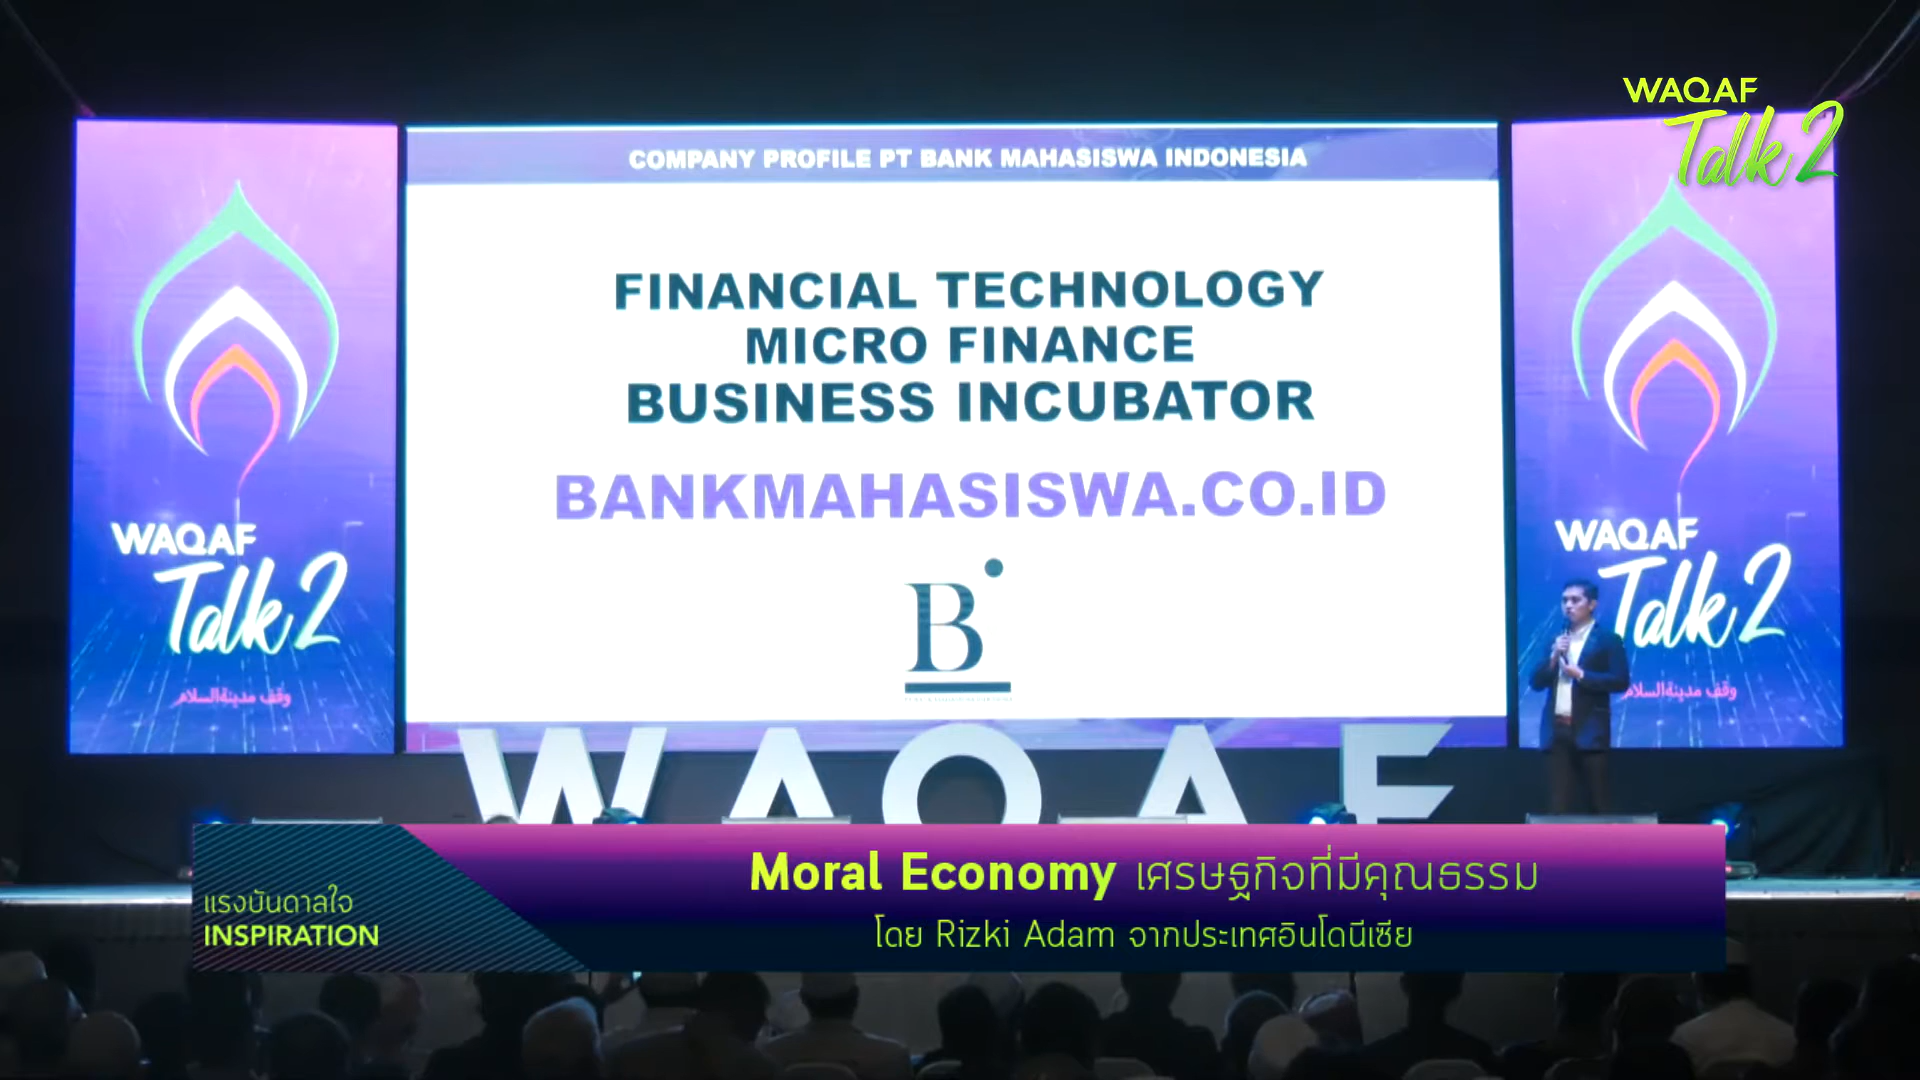 WAQAF
Talk 2
COMPANY PROFILE PT BANK MAHASISWA INDONESIA
FINANCIAL TECHNOLOGY
MICRO FINANCE
BUSINESS INCUBATOR
BANKMAHASISWA.CO.ID
B
WAQAF
Talk 2
وقف مدينة السلام
WAQAF
Talk 2
وقف مدينة السلام
WAQAF
แรงบันดาลใจ
INSPIRATION
Moral Economy เศรษฐกิจที่มีคุณธรรม
โดย Rizki Adam จากประเทศอินโดนีเซีย